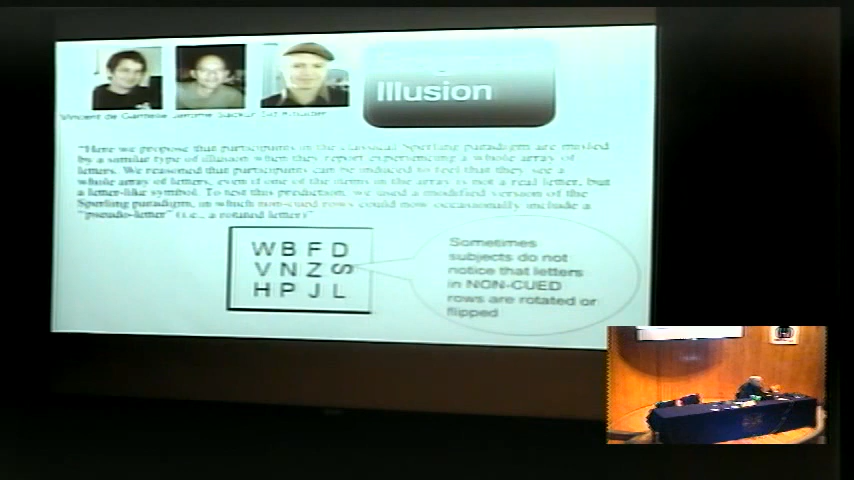 Illusion
Vincent de Gardelle Jerome Sackur Sid Kouider
"Here we propose that participants in the classical Sperling paradigm are misled
by a similar type of illusion when they report experiencing a whole array of
letters. We reasoned that participants can be induced to feel that they see a
whole array of letters, even if one of the items in the array is not a real letter, but
a letter-like symbol. To test this prediction, we used a modified version of the
Sperling paradigm, in which non-cued rows could now occasionally include a
"pseudo-letter" (i.e., a rotated letter)"
W B F D
V N Z S
H P J L
Sometimes
subjects do not
notice that letters
in NON-CUED
rows are rotated or
flipped